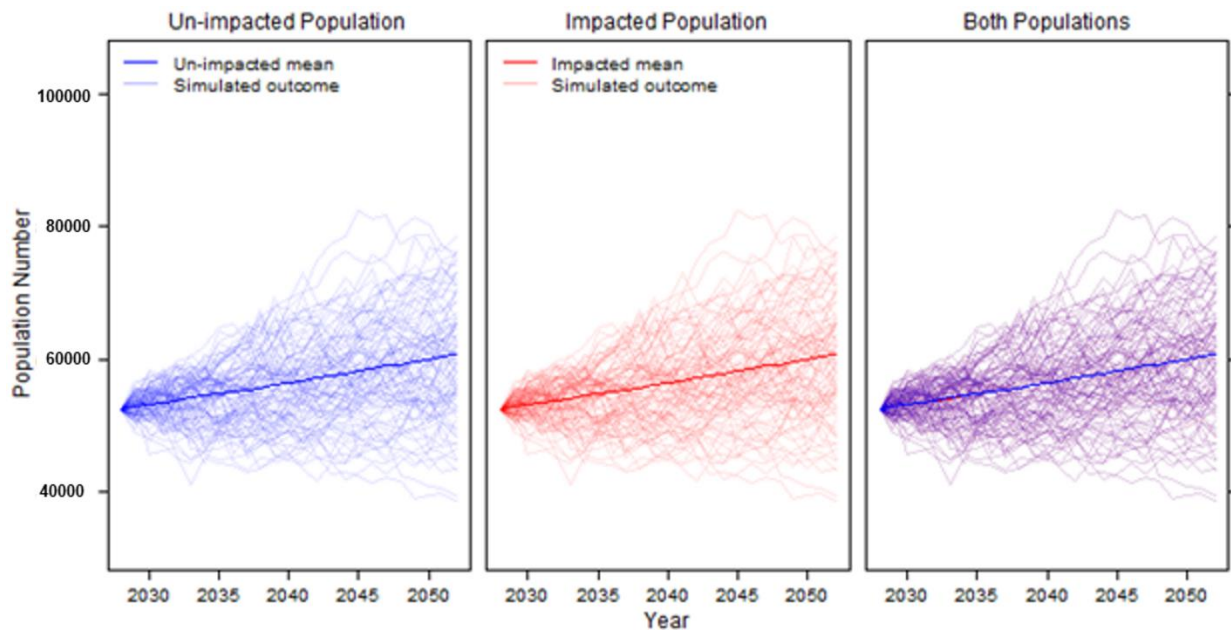 Un-impacted Population
Impacted Population
Both Populations
Un-impacted mean
Simulated outcome
Impacted mean
Simulated outcome
Population Number
100000
80000
60000
40000
2030 2035 2040 2045 2050
2030 2035 2040 2045 2050
2030 2035 2040 2045 2050
Year